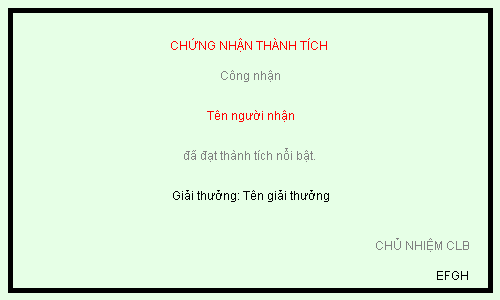 CHỨNG NHẬN THÀNH TÍCH
Công nhận
Tên người nhận
đã đạt thành tích nổi bật.
Giải thưởng: Tên giải thưởng
CHỦ NHIỆM CLB
EFGH